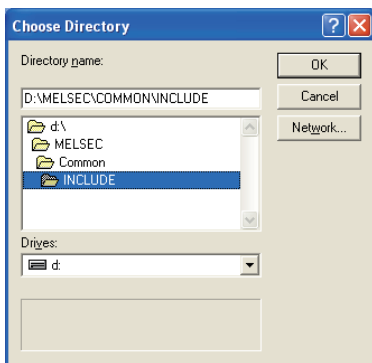 Choose Directory
Directory name:
OK
D:\MELSEC\COMMON\INCLUDE
Cancel
d:\
Network...
MELSEC
Common
INCLUDE
Drives:
d: